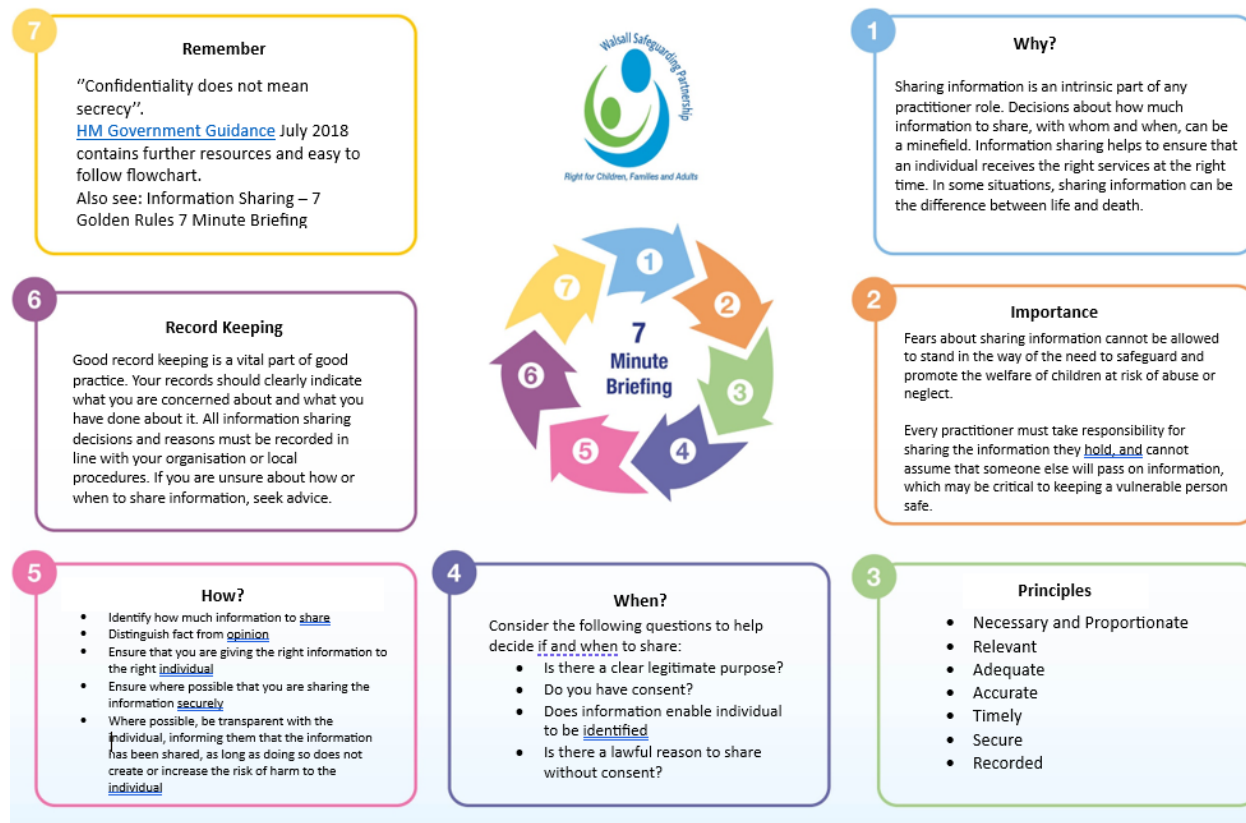 7
Remember
"Confidentiality does not mean
secrecy".
HM Government Guidance July 2018
contains further resources and easy to
follow flowchart.
Also see: Information Sharing – 7
Golden Rules 7 Minute Briefing
Walsall Safeguarding Partnership
Right for Children, Families and Adults
1
Why?
Sharing information is an intrinsic part of any
practitioner role. Decisions about how much
information to share, with whom and when, can be
a minefield. Information sharing helps to ensure that
an individual receives the right services at the right
time. In some situations, sharing information can be
the difference between life and death.
6
Record Keeping
Good record keeping is a vital part of good
practice. Your records should clearly indicate
what you are concerned about and what you
have done about it. All information sharing
decisions and reasons must be recorded in
line with your organisation or local
procedures. If you are unsure about how or
when to share information, seek advice.
1
2
3
4
5
6
7
7
Minute
Briefing
2
Importance
Fears about sharing information cannot be allowed
to stand in the way of the need to safeguard and
promote the welfare of children at risk of abuse or
neglect.
Every practitioner must take responsibility for
sharing the information they hold, and cannot
assume that someone else will pass on information,
which may be critical to keeping a vulnerable person
safe.
5
How?
• Identify how much information to share
• Distinguish fact from opinion
• Ensure that you are giving the right information to
the right individual
• Ensure where possible that you are sharing the
information securely
• Where possible, be transparent with the
individual, informing them that the information
has been shared, as long as doing so does not
create or increase the risk of harm to the
individual
4
When?
Consider the following questions to help
decide if and when to share:
• Is there a clear legitimate purpose?
• Do you have consent?
• Does information enable individual
to be identified
• Is there a lawful reason to share
without consent?
3
Principles
• Necessary and Proportionate
• Relevant
• Adequate
• Accurate
• Timely
• Secure
• Recorded